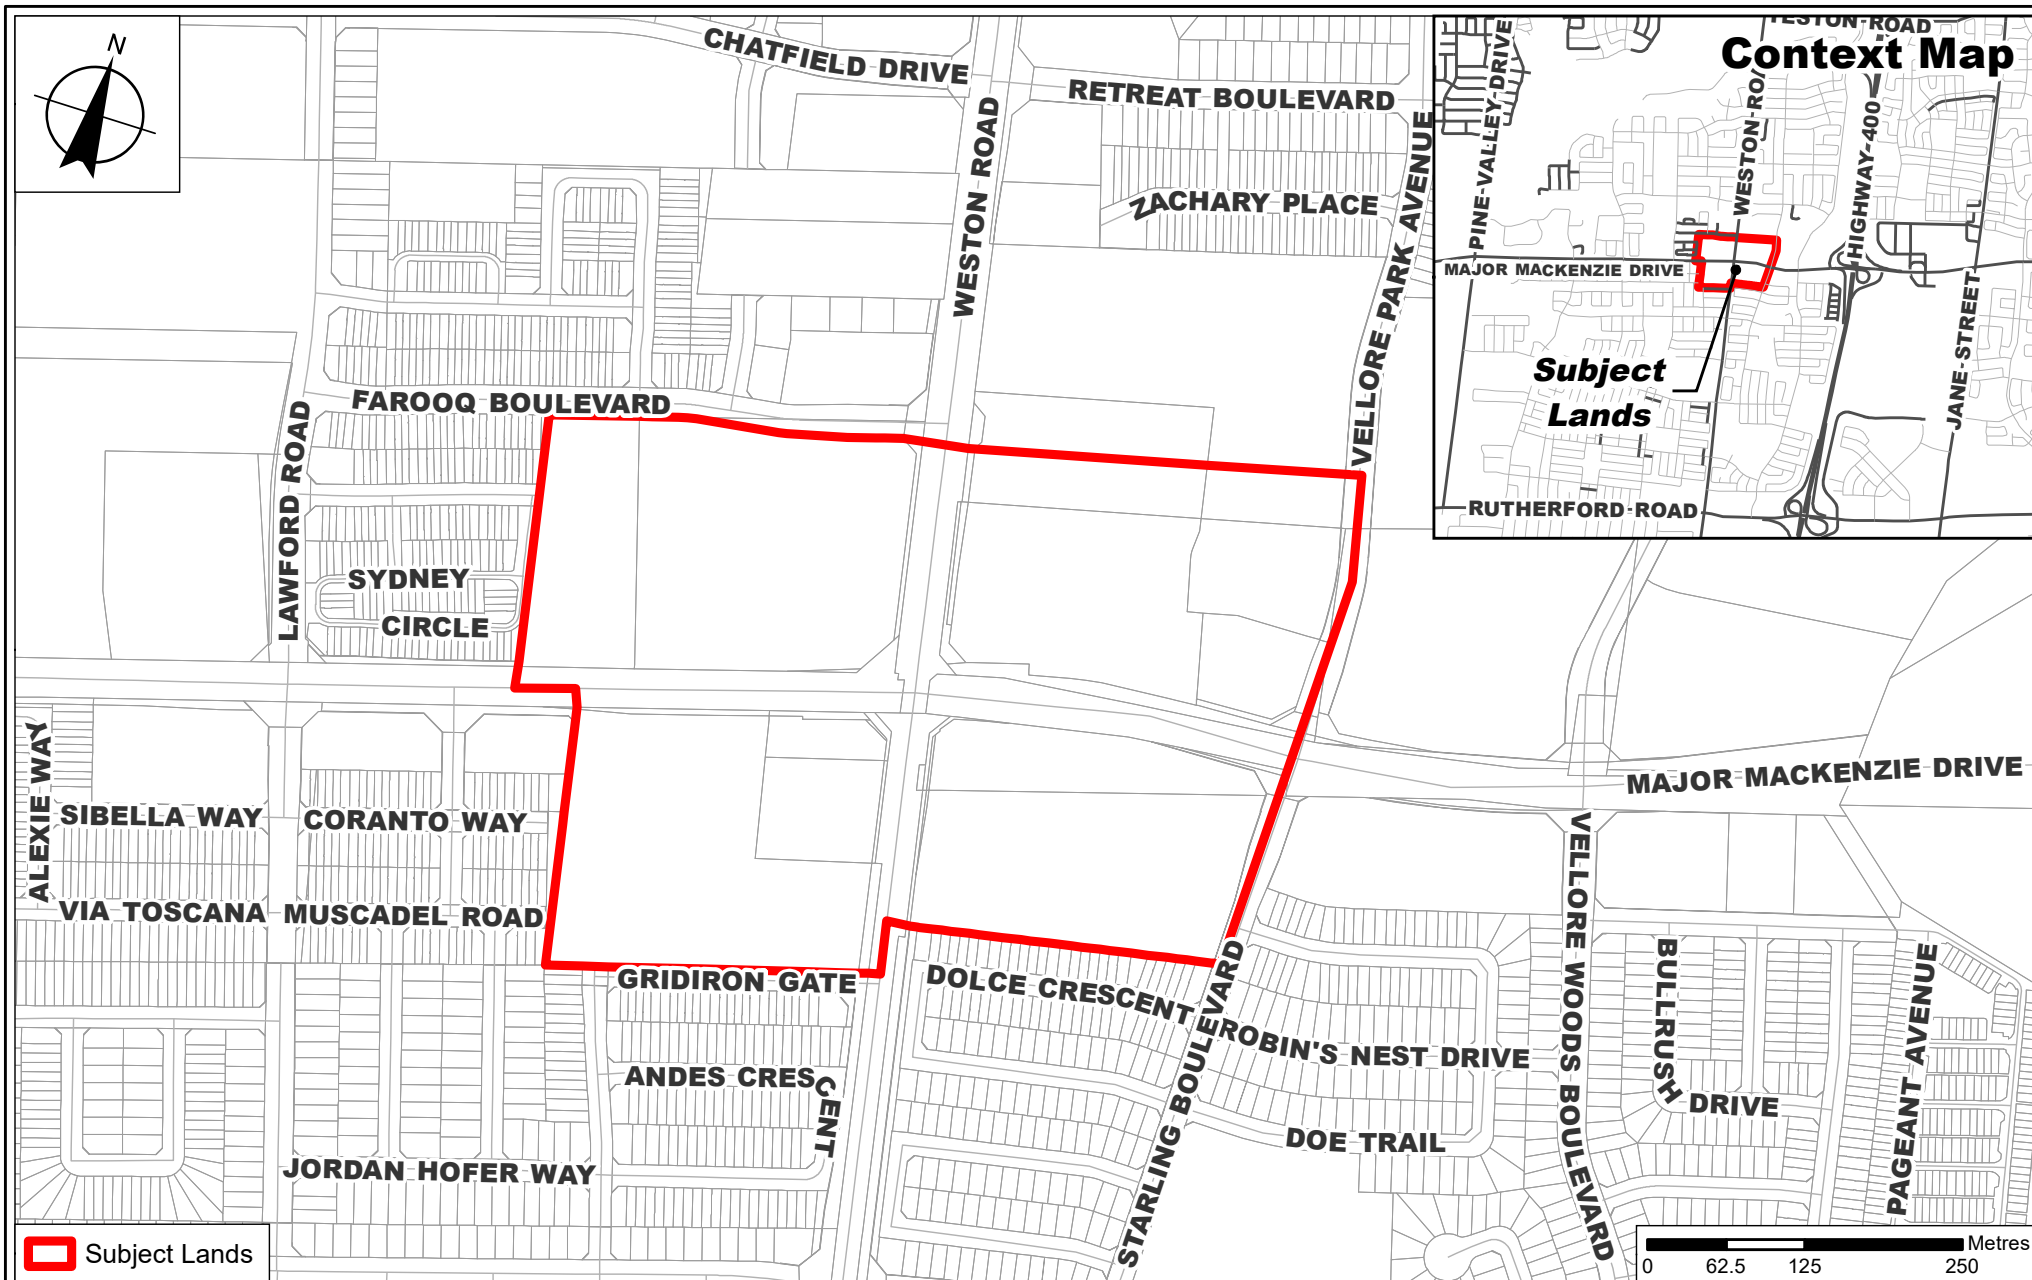 N
CHATFIELD DRIVE
RETREAT BOULEVARD
WESTON ROAD
ZACHARY PLACE
VELLORE PARK AVENUE
FAROOQ BOULEVARD
LAWFORD ROAD
SYDNEY
CIRCLE
MAJOR MACKENZIE DRIVE
ALEXIE WAY
SIBELLA WAY
CORANTO WAY
VIA TOSCANA
MUSCADEL ROAD
GRIDIRON GATE
DOLCE CRESCENT
ROBIN'S NEST DRIVE
ANDES CRESCENT
JORDAN HOFER WAY
STARLING BOULEVARD
DOE TRAIL
VELLORE WOODS BOULEVARD
BULLRUSH
DRIVE
PAGEANT AVENUE
Context Map
PINE VALLEY DRIVE
WESTON ROA
HIGHWAY 400
MAJOR MACKENZIE DRIVE
JANE STREET
Subject
Lands
RUTHERFORD ROAD
Subject Lands
Metres
0 62.5 125 250